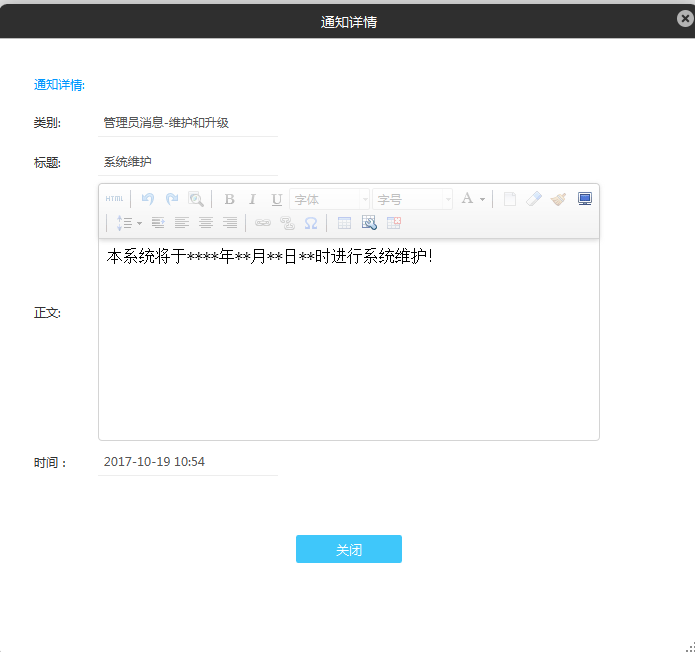 通知详情
通知详情:
类别: 管理员消息-维护和升级
标题: 系统维护
HTML B I U 字体 字号 A
Ω
本系统将于****年**月**日**时进行系统维护！
正文:
时间： 2017-10-19 10:54
关闭